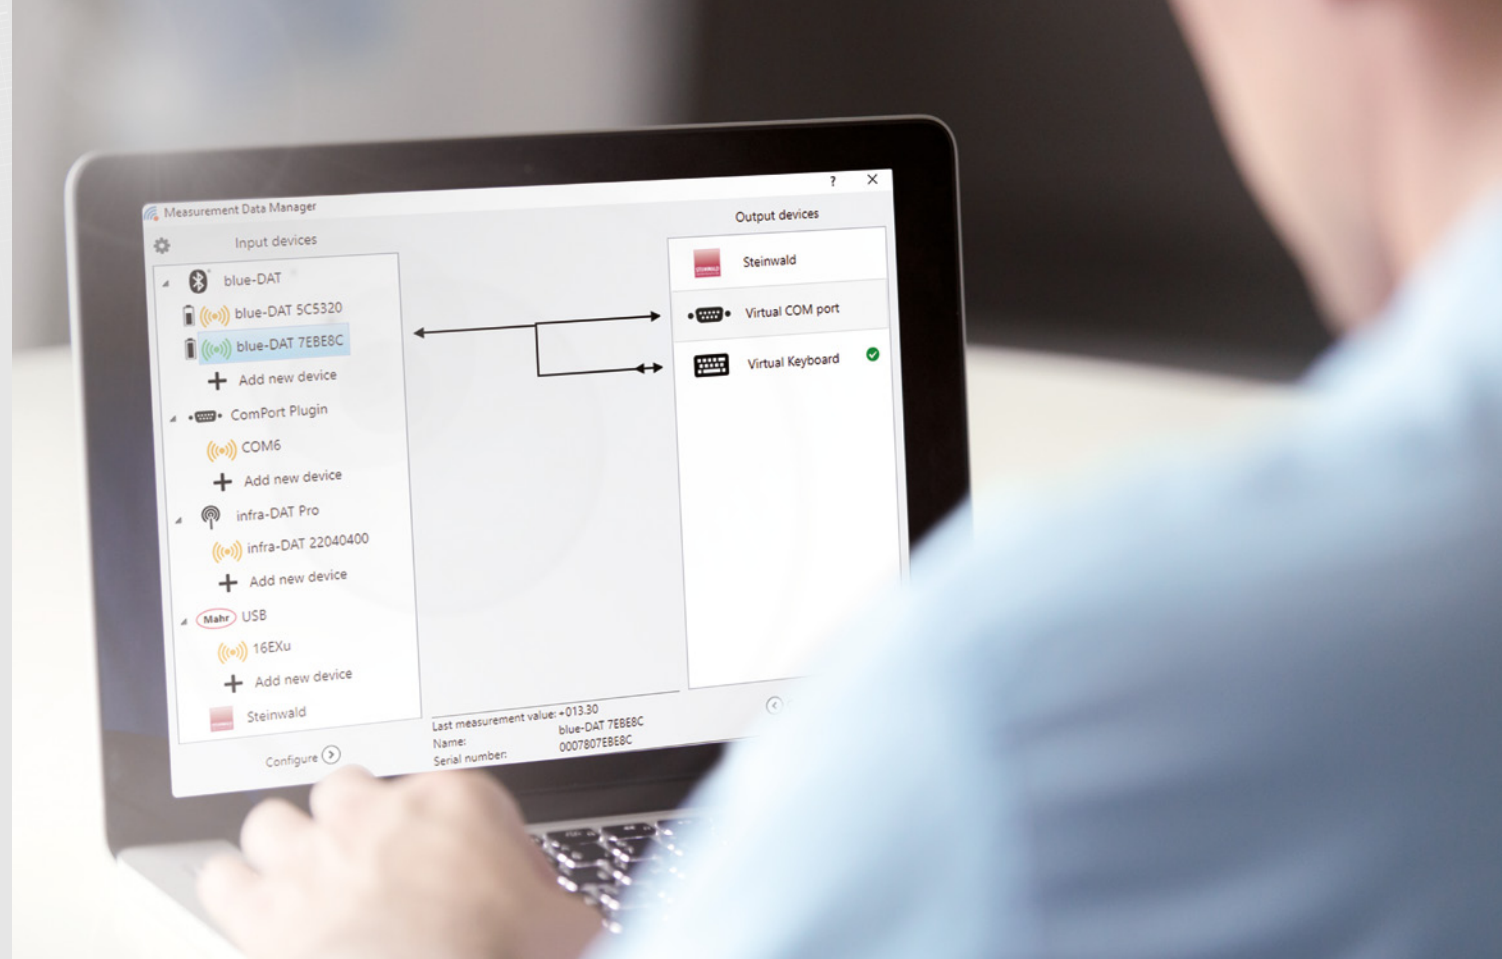 Measurement Data Manager
? X
Input devices
Output devices
blue-DAT
blue-DAT 5C5320
blue-DAT 7EBE8C
Add new device
ComPort Plugin
COM6
Add new device
infra-DAT Pro
infra-DAT 22040400
Add new device
Mahr USB
16EXu
Add new device
Steinwald
Configure
Steinwald
Virtual COM port
Virtual Keyboard
Last measurement value: +013.30
Name: blue-DAT 7EBE8C
Serial number: 0007807EBE8C